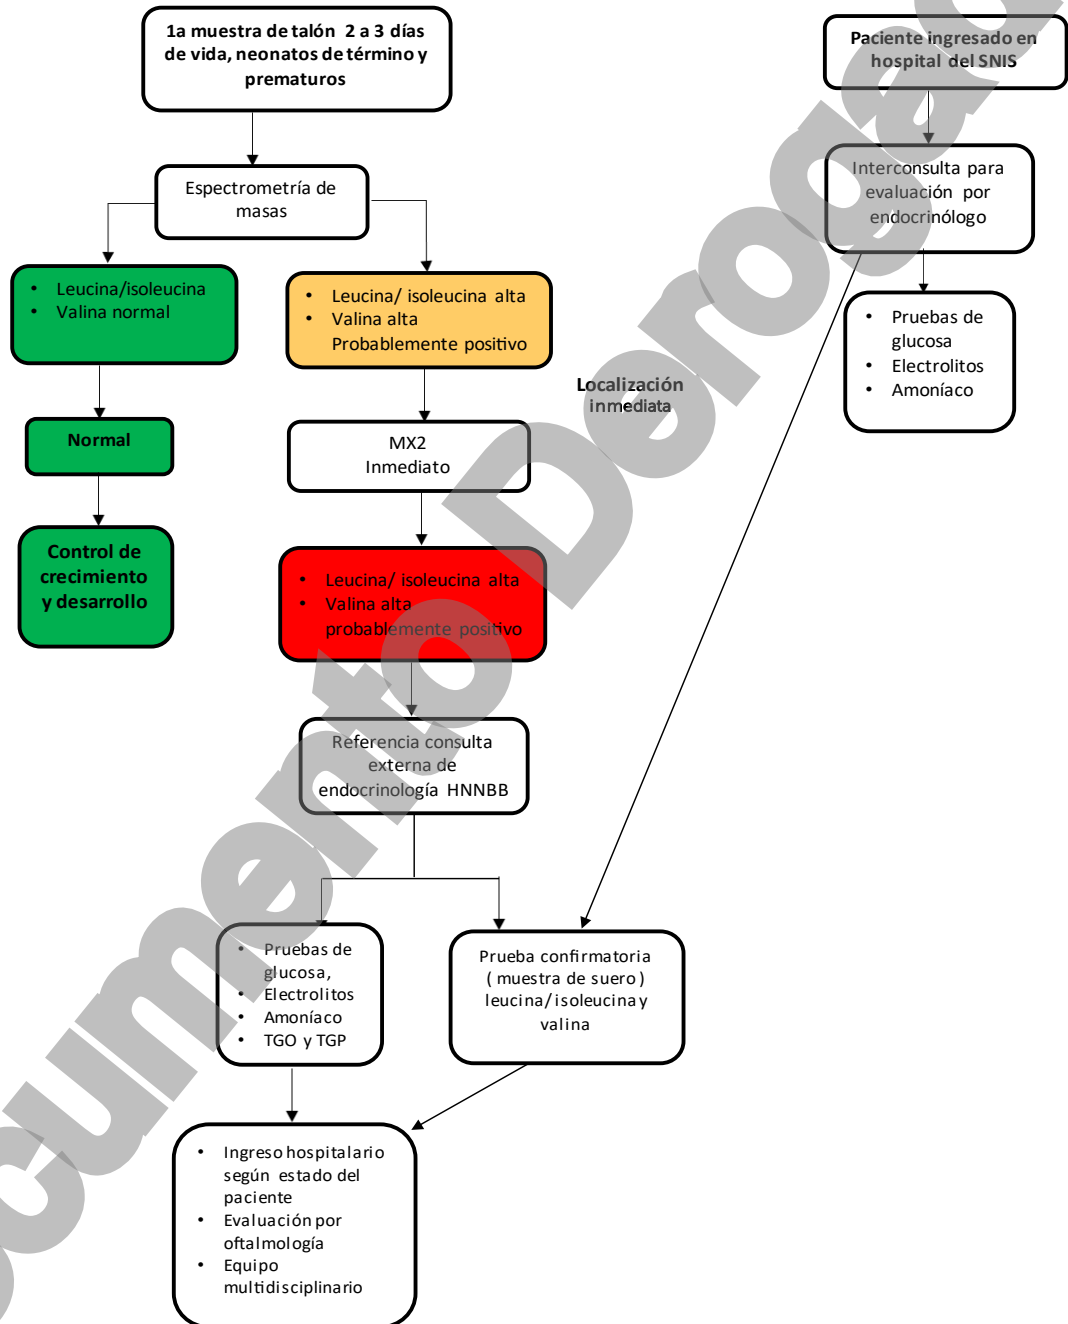 1a muestra de talón 2 a 3 días
de vida, neonatos de término y
prematuros
Paciente ingresado en
hospital del SNIS
Espectrometría de
masas
Interconsulta para
evaluación por
endocrinólogo
• Leucina/isoleucina
• Valina normal
• Leucina/ isoleucina alta
• Valina alta
Probablemente positivo
• Pruebas de
glucosa
• Electrolitos
• Amoníaco
Localización
inmediata
Normal
MX2
Inmediato
Control de
crecimiento
y desarrollo
• Leucina/ isoleucina alta
• Valina alta
probablemente positivo
Referencia consulta
externa de
endocrinología HNNBB
• Pruebas de
glucosa,
• Electrolitos
• Amoníaco
• TGO y TGP
Prueba confirmatoria
( muestra de suero )
leucina/isoleucina y
valina
• Ingreso hospitalario
según estado del
paciente
• Evaluación por
oftalmología
• Equipo
multidisciplinario
ocumento Derogad